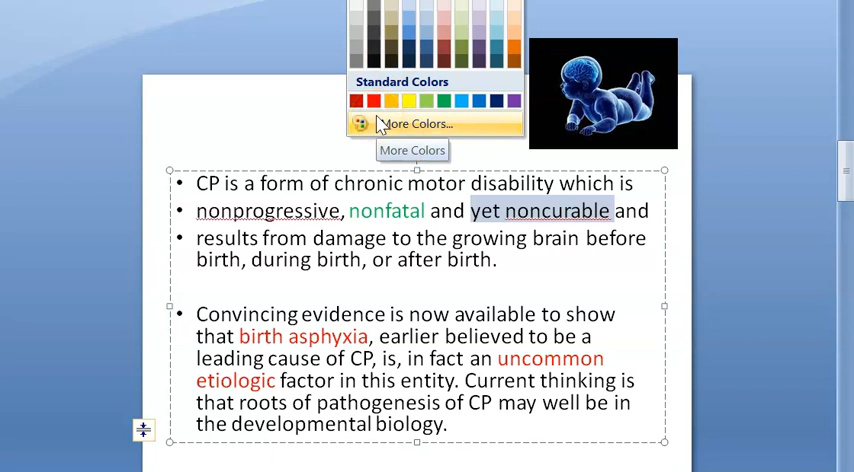 Standard Colors
More Colors...
More Colors
• CP is a form of chronic motor disability which is
• nonprogressive, nonfatal and yet noncurable and
• results from damage to the growing brain before
birth, during birth, or after birth.
• Convincing evidence is now available to show
that birth asphyxia, earlier believed to be a
leading cause of CP, is, in fact an uncommon
etiologic factor in this entity. Current thinking is
that roots of pathogenesis of CP may well be in
the developmental biology.